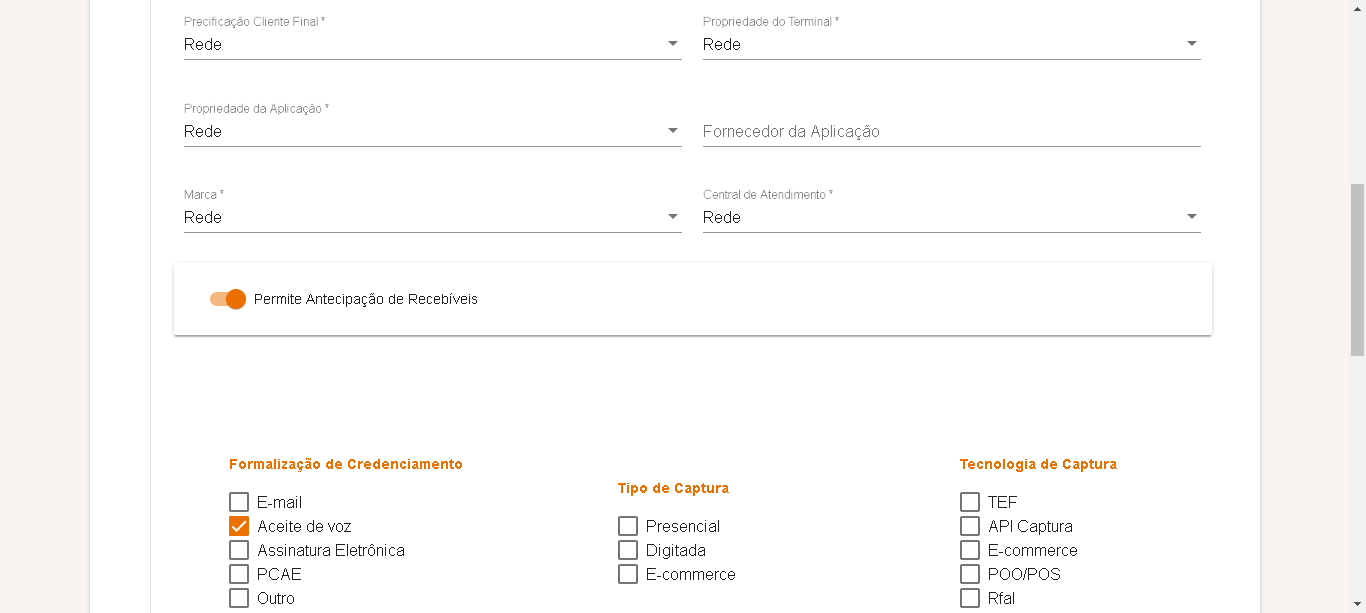 Precificação Cliente Final *
Rede
Propriedade do Terminal *
Rede
Propriedade da Aplicação *
Rede
Fornecedor da Aplicação
Marca *
Rede
Central de Atendimento *
Rede
Permite Antecipação de Recebíveis
Formalização de Credenciamento
E-mail
Aceite de voz
Assinatura Eletrônica
PCAE
Outro
Tipo de Captura
Presencial
Digitada
E-commerce
Tecnologia de Captura
TEF
API Captura
E-commerce
POO/POS
Rfal